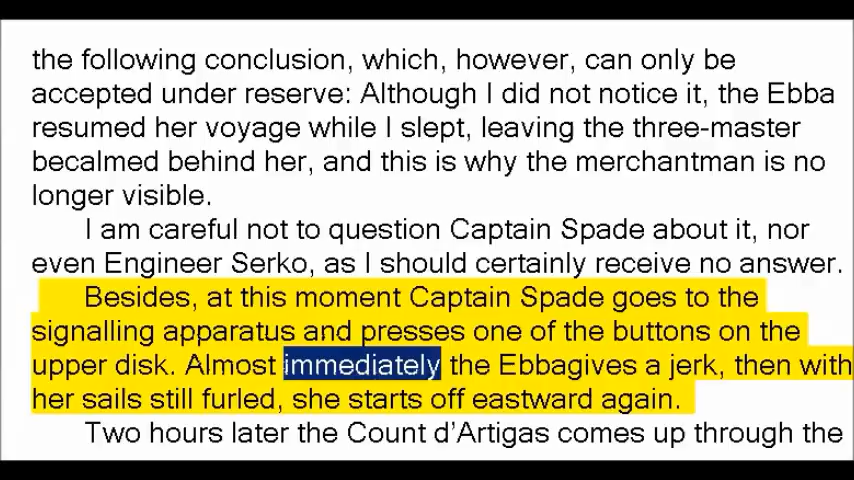 the following conclusion, which, however, can only be
accepted under reserve: Although I did not notice it, the Ebba
resumed her voyage while I slept, leaving the three-master
becalmed behind her, and this is why the merchantman is no
longer visible.
I am careful not to question Captain Spade about it, nor
even Engineer Serko, as I should certainly receive no answer.
Besides, at this moment Captain Spade goes to the
signalling apparatus and presses one of the buttons on the
upper disk. Almost immediately the Ebbagives a jerk, then with
her sails still furled, she starts off eastward again.
Two hours later the Count d’Artigas comes up through the